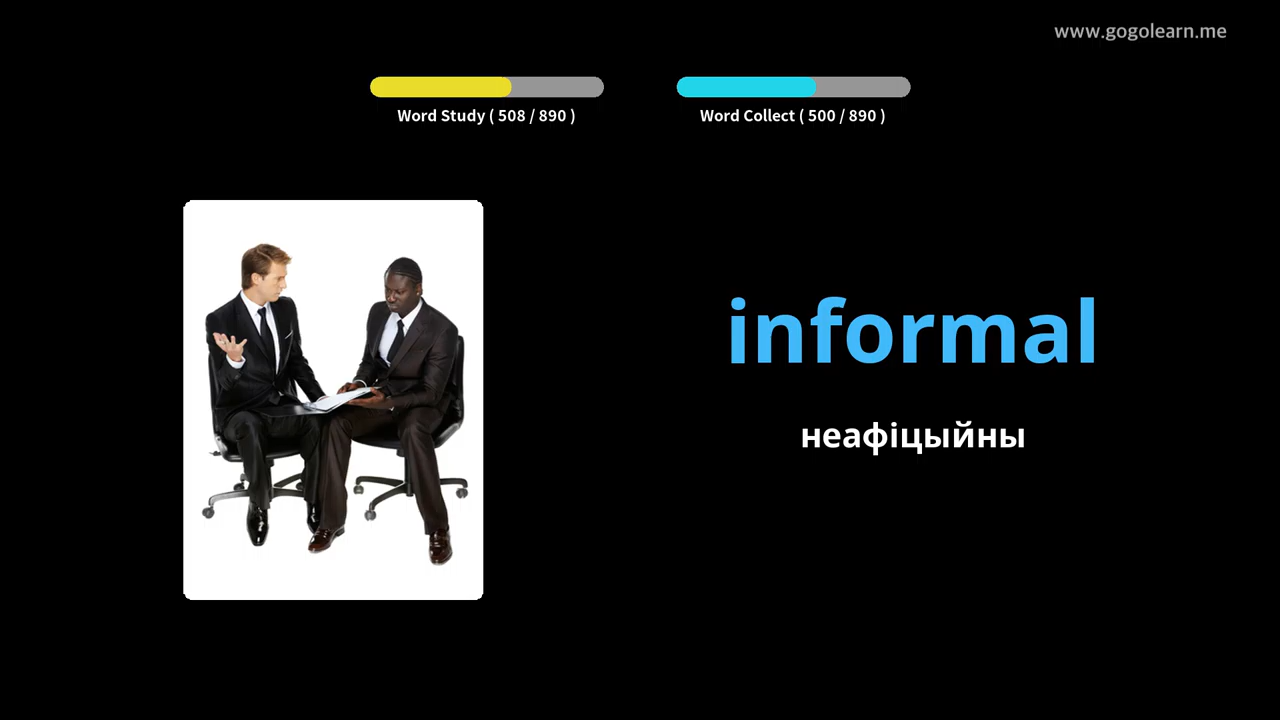 www.gogolearn.me
Word Study ( 508 / 890 )
Word Collect ( 500 / 890 )
informal
неафіцыйны